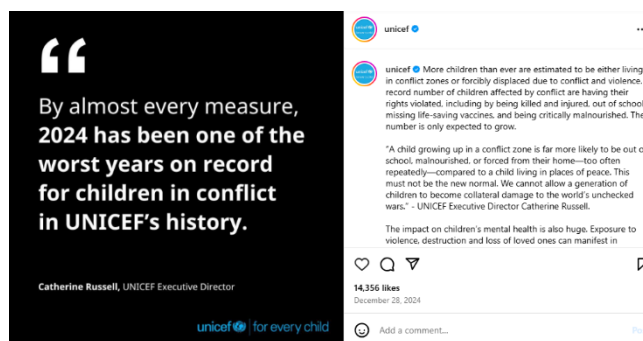 By almost every measure,
2024 has been one of the
worst years on record
for children in conflict
in UNICEF's history.
Catherine Russell, UNICEF Executive Director
unicef for every child
unicef
unicef More children than ever are estimated to be either living
in conflict zones or forcibly displaced due to conflict and violence.
record number of children affected by conflict are having their
rights violated, including by being killed and injured, out of school
missing life-saving vaccines, and being critically malnourished. The
number is only expected to grow.
"A child growing up in a conflict zone is far more likely to be out o
school, malnourished, or forced from their home—too often
repeatedly—compared to a child living in places of peace. This
must not be the new normal. We cannot allow a generation of
children to become collateral damage to the world's unchecked
wars." - UNICEF Executive Director Catherine Russell.
The impact on children's mental health is also huge. Exposure to
violence, destruction and loss of loved ones can manifest in
14,356 likes
December 28, 2024
Add a comment...